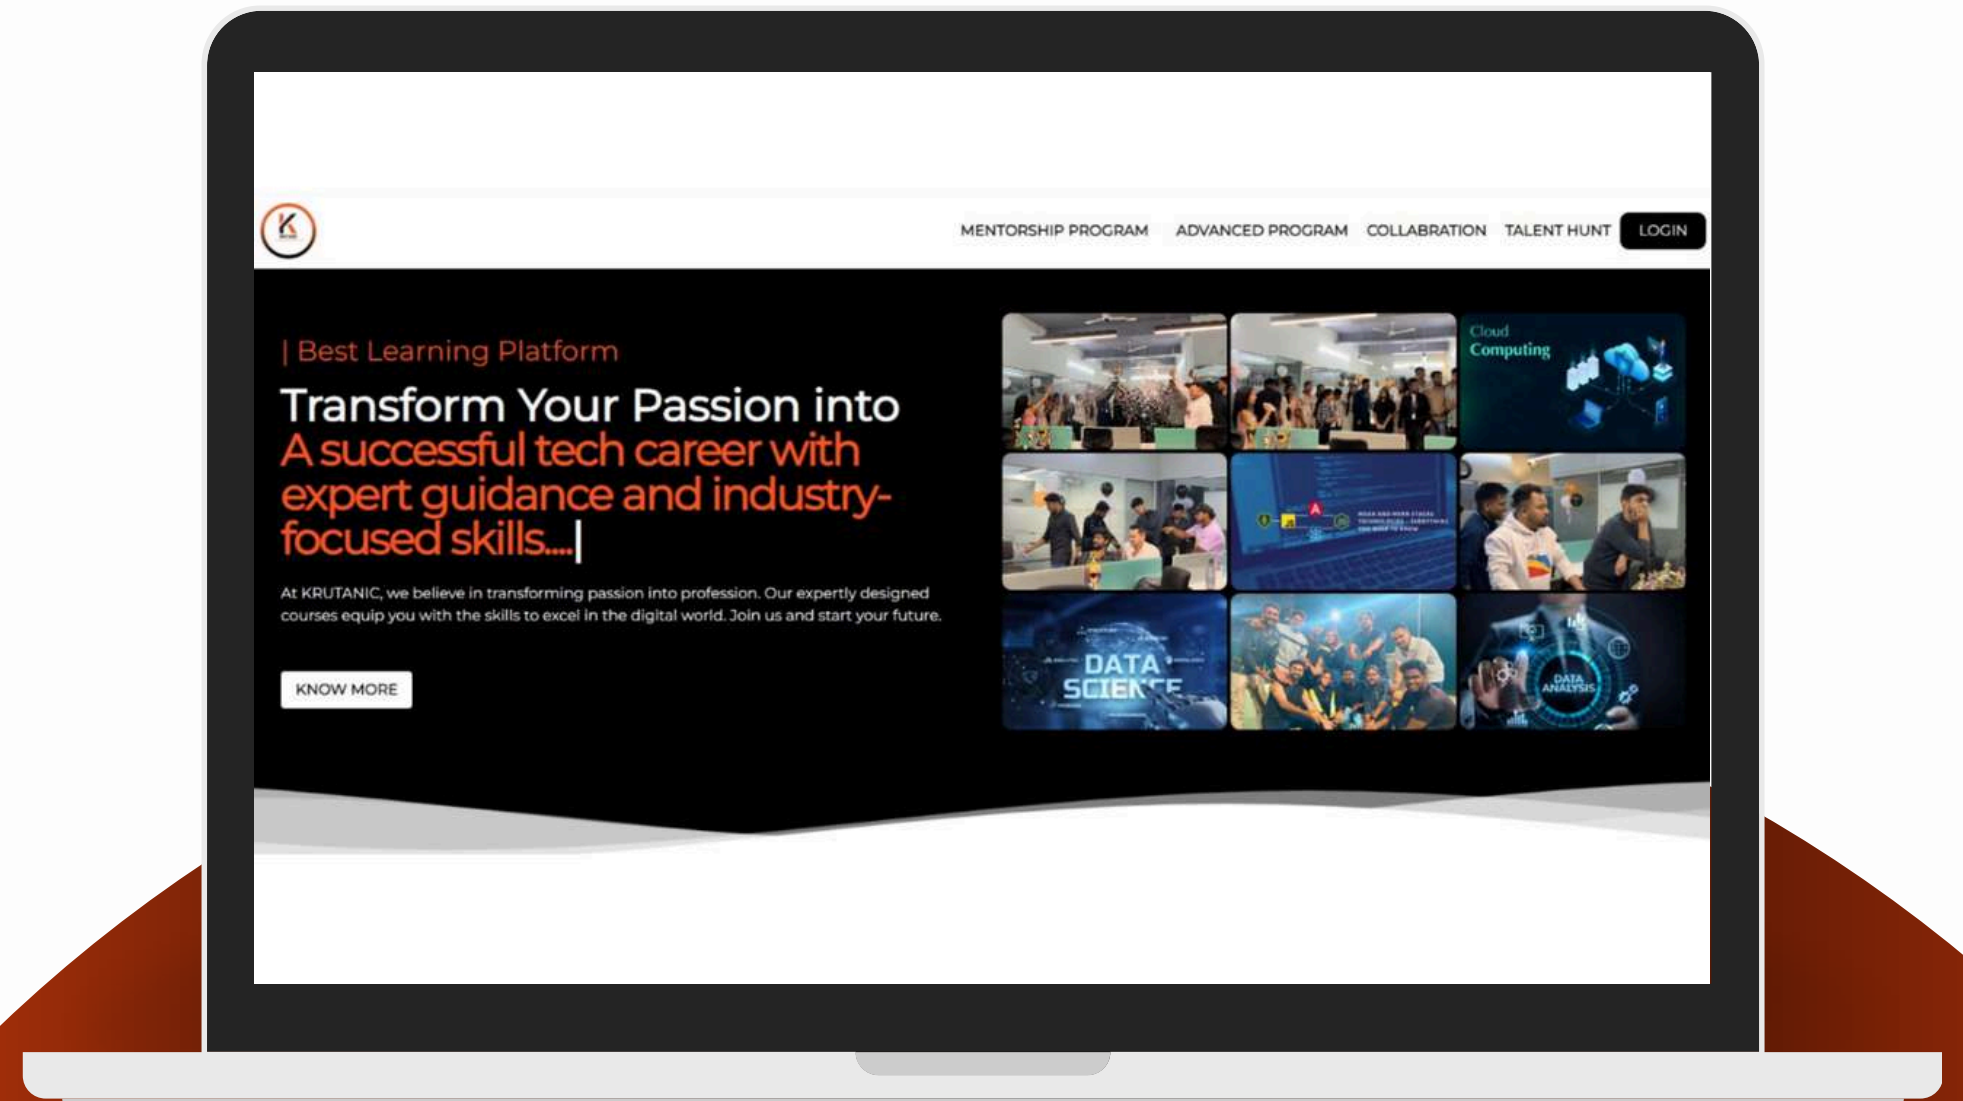 K
MENTORSHIP PROGRAM ADVANCED PROGRAM COLLABRATION TALENT HUNT LOGIN
| Best Learning Platform
Transform Your Passion into
A successful tech career with
expert guidance and industry-
focused skills....|
At KRUTANIC, we believe in transforming passion into profession. Our expertly designed
courses equip you with the skills to excel in the digital world. Join us and start your future.
KNOW MORE
Cloud
Computing
DATA
SCIENCE
DATA
ANALYSIS